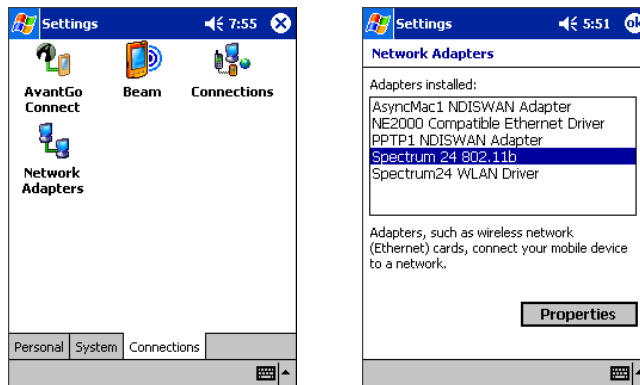 Settings 7:55
AvantGo
Connect
Beam
Connections
Network
Adapters
Personal System Connections
Settings 5:51 ok
Network Adapters
Adapters installed:
AsyncMac1 NDISWAN Adapter
NE2000 Compatible Ethernet Driver
PPTP1 NDISWAN Adapter
Spectrum 24 802.11b
Spectrum24 WLAN Driver
Adapters, such as wireless network
(Ethernet) cards, connect your mobile device
to a network.
Properties